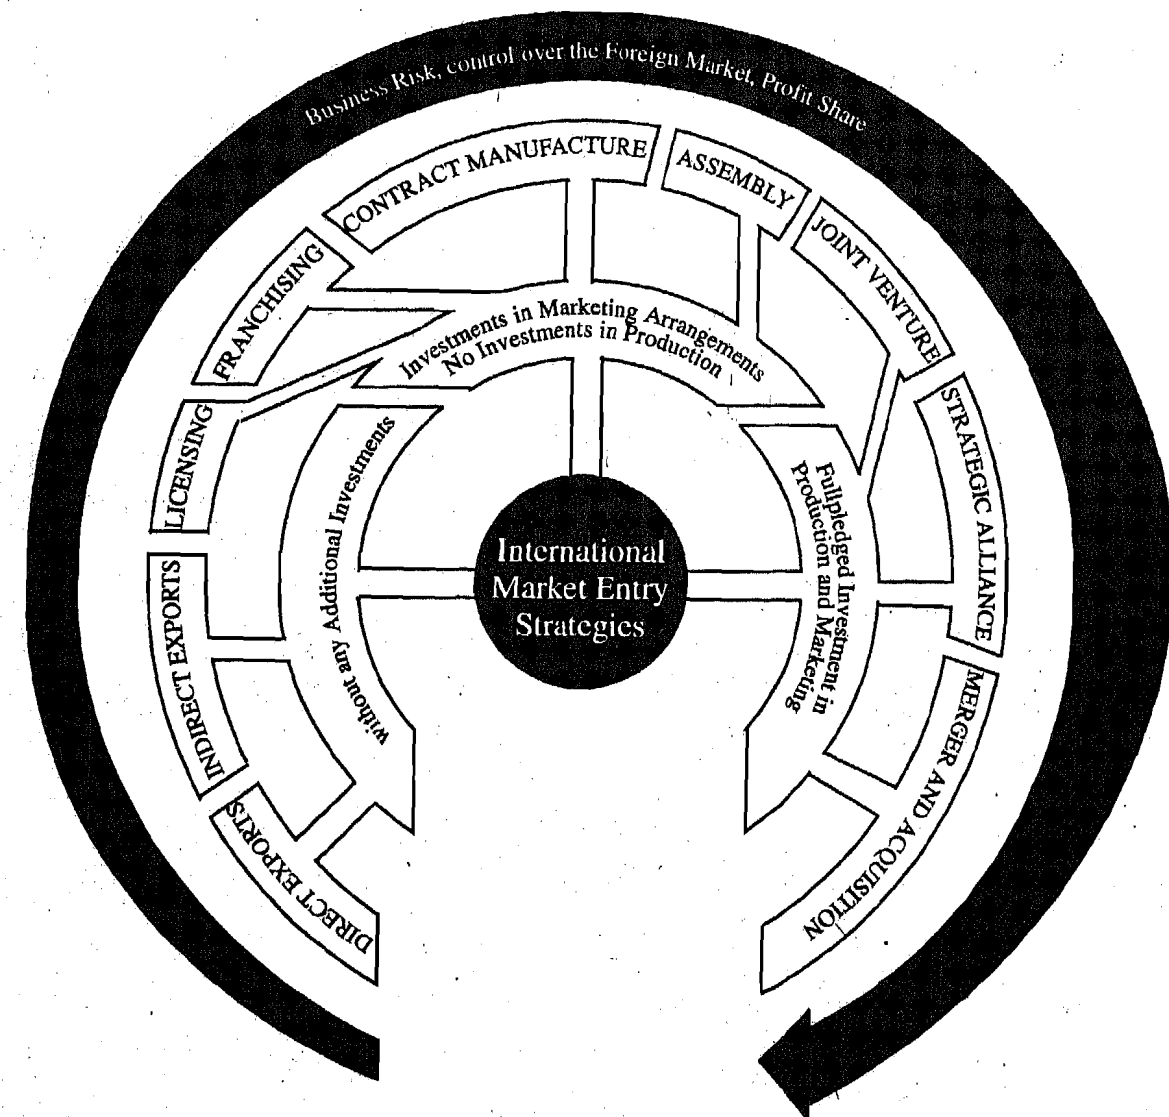 Business Risk, control over the Foreign Market, Profit Share
DIRECT EXPORTS
INDIRECT EXPORTS
LICENSING
FRANCHISING
CONTRACT MANUFACTURE
ASSEMBLY
JOINT VENTURE
STRATEGIC ALLIANCE
MERGER AND ACQUISITION
without any Additional Investments
Investments in Marketing Arrangements
No Investments in Production
Fullpledged Investment in
Production and Marketing
International
Market Entry
Strategies